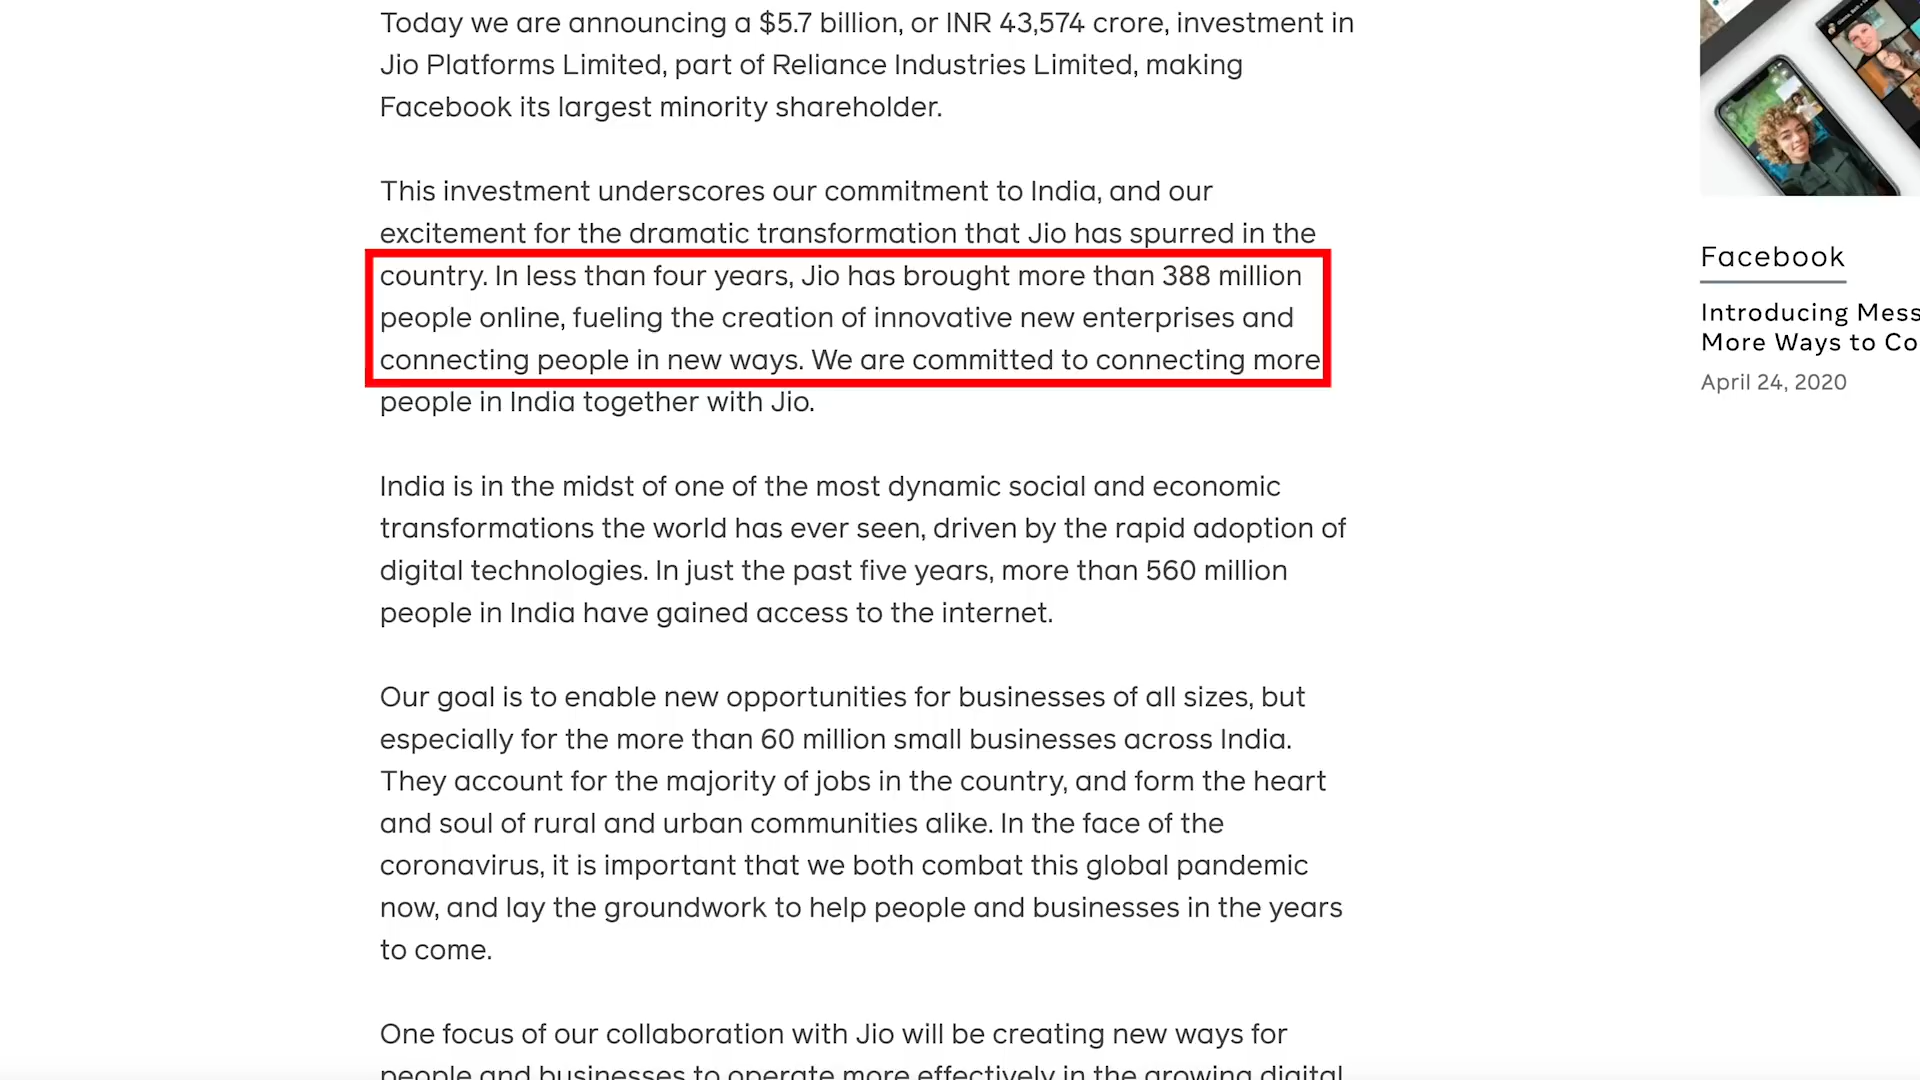 Today we are announcing a $5.7 billion, or INR 43,574 crore, investment in
Jio Platforms Limited, part of Reliance Industries Limited, making
Facebook its largest minority shareholder.
This investment underscores our commitment to India, and our
excitement for the dramatic transformation that Jio has spurred in the
country. In less than four years, Jio has brought more than 388 million
people online, fueling the creation of innovative new enterprises and
connecting people in new ways. We are committed to connecting more
people in India together with Jio.
India is in the midst of one of the most dynamic social and economic
transformations the world has ever seen, driven by the rapid adoption of
digital technologies. In just the past five years, more than 560 million
people in India have gained access to the internet.
Our goal is to enable new opportunities for businesses of all sizes, but
especially for the more than 60 million small businesses across India.
They account for the majority of jobs in the country, and form the heart
and soul of rural and urban communities alike. In the face of the
coronavirus, it is important that we both combat this global pandemic
now, and lay the groundwork to help people and businesses in the years
to come.
One focus of our collaboration with Jio will be creating new ways for
people and businesses to operate more effectively in the growing digital
Facebook
Introducing Mess
More Ways to Co
April 24, 2020